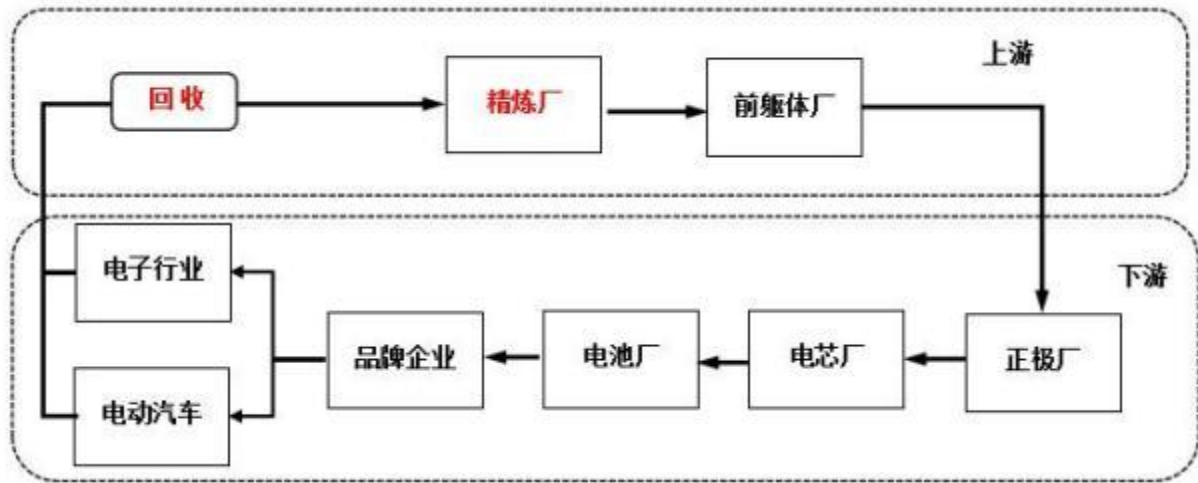 上游
回收
精炼厂
前躯体厂
下游
电子行业
品牌企业
电池厂
电芯厂
正极厂
电动汽车